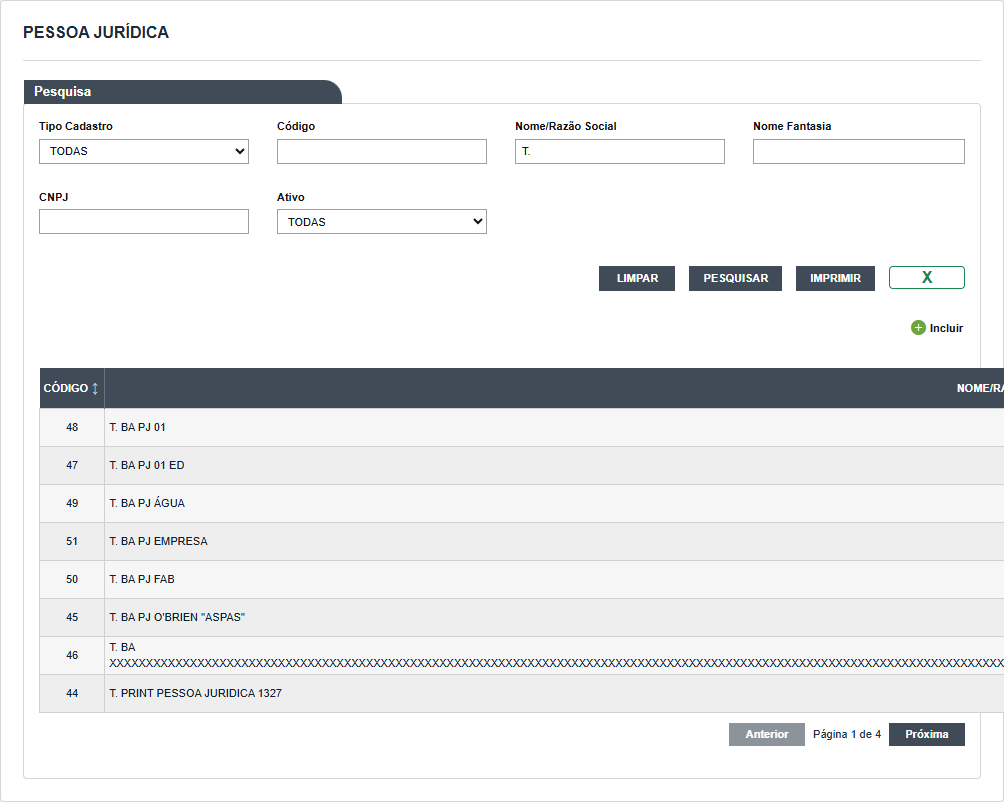 PESSOA JURÍDICA
Pesquisa
Tipo Cadastro Código Nome/Razão Social Nome Fantasia
TODAS T.
CNPJ Ativo
TODAS
LIMPAR PESQUISAR IMPRIMIR X
Incluir
CÓDIGO NOME/RA
48 T. BA PJ 01
47 T. BA PJ 01 ED
49 T. BA PJ ÁGUA
51 T. BA PJ EMPRESA
50 T. BA PJ FAB
45 T. BA PJ O'BRIEN "ASPAS"
46 T. BA
XXXXXXXXXXXXXXXXXXXXXXXXXXXXXXXXXXXXXXXXXXXXXXXXXXXXXXXXXXXXXXXXXXXXXXXXXXXXXXXXXXXXXXXXXXXXXXXXXXXXXXXXXXXXXXXXXXXXXXXXXXX
44 T. PRINT PESSOA JURIDICA 1327
Anterior Página 1 de 4 Próxima